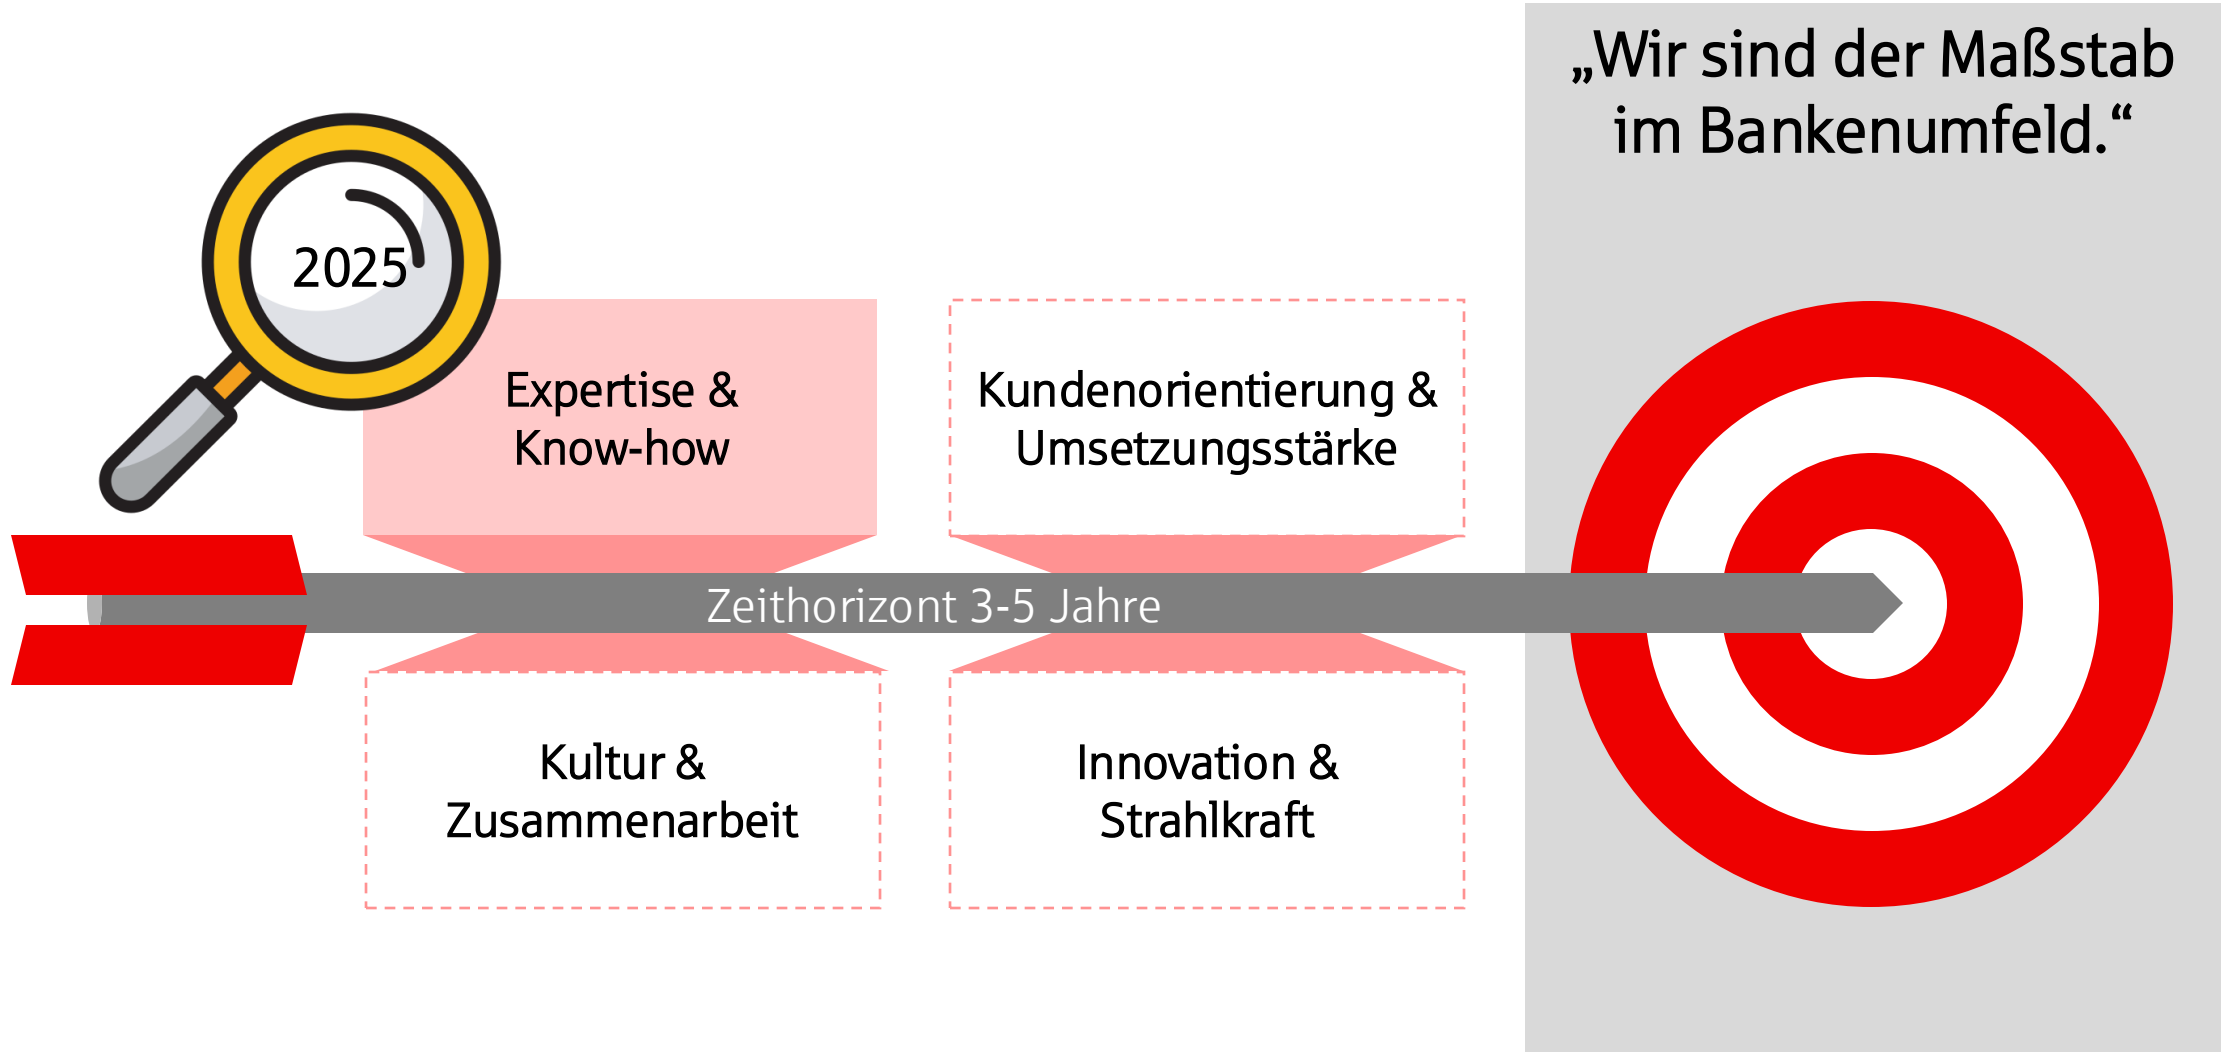 „Wir sind der Maßstab
im Bankenumfeld.“
2025
Expertise &
Know-how
Kundenorientierung &
Umsetzungsstärke
Zeithorizont 3-5 Jahre
Kultur &
Zusammenarbeit
Innovation &
Strahlkraft